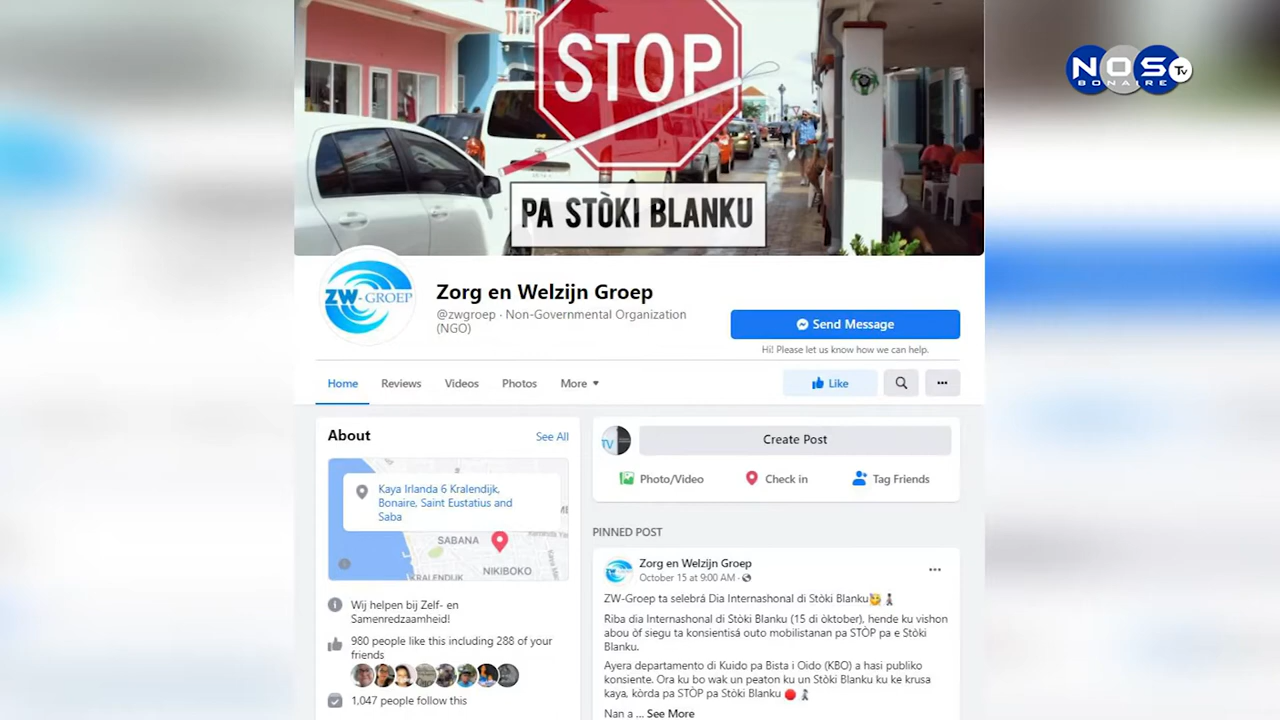 STOP
PA STÒKI BLANKU
NOS TV
BONAIRE
ZW-GROEP
Zorg en Welzijn Groep
@zwgroep · Non-Governmental Organization
(NGO)
Send Message
Hi! Please let us know how we can help.
Home Reviews Videos Photos More
Like
About
See All
Kaya Irlanda 6 Kralendijk,
Bonaire, Saint Eustatius and
Saba
SABANA
NIKIBOKO
KRALENDIJK
Wij helpen bij Zelf- en
Samenredzaamheid!
980 people like this including 288 of your
friends
1,047 people follow this
TV
Create Post
Photo/Video Check in Tag Friends
PINNED POST
Zorg en Welzijn Groep
October 15 at 9:00 AM ·
ZW-Groep ta selebrá Dia Internashonal di Stòki Blanku
Riba dia Internashonal di Stòki Blanku (15 di òktober), hende ku vishon
abou òf siegu ta konsientisá outo mobilistanan pa STÒP pa e Stòki
Blanku.
Ayera departamento di Kuido pa Bista i Oido (KBO) a hasi publiko
konsiente. Ora ku bo wak un peaton ku un Stòki Blanku ku ke krusa
kaya, kòrda pa STÒP pa Stòki Blanku
Nan a ... See More